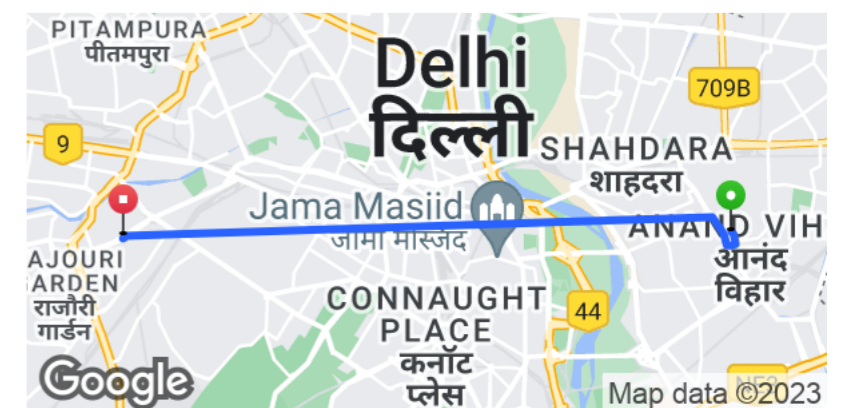 PITAMPURA
पीतमपुरा
Delhi
दिल्ली
709B
9
SHAHDARA
शाहदरा
Jama Masjid
जामा मस्जिद
ANAND VIH
आनंद
विहार
AJOURI
ARDEN
राजौरी
गार्डन
CONNAUGHT
PLACE
कनॉट
प्लेस
44
Google
Map data ©2023